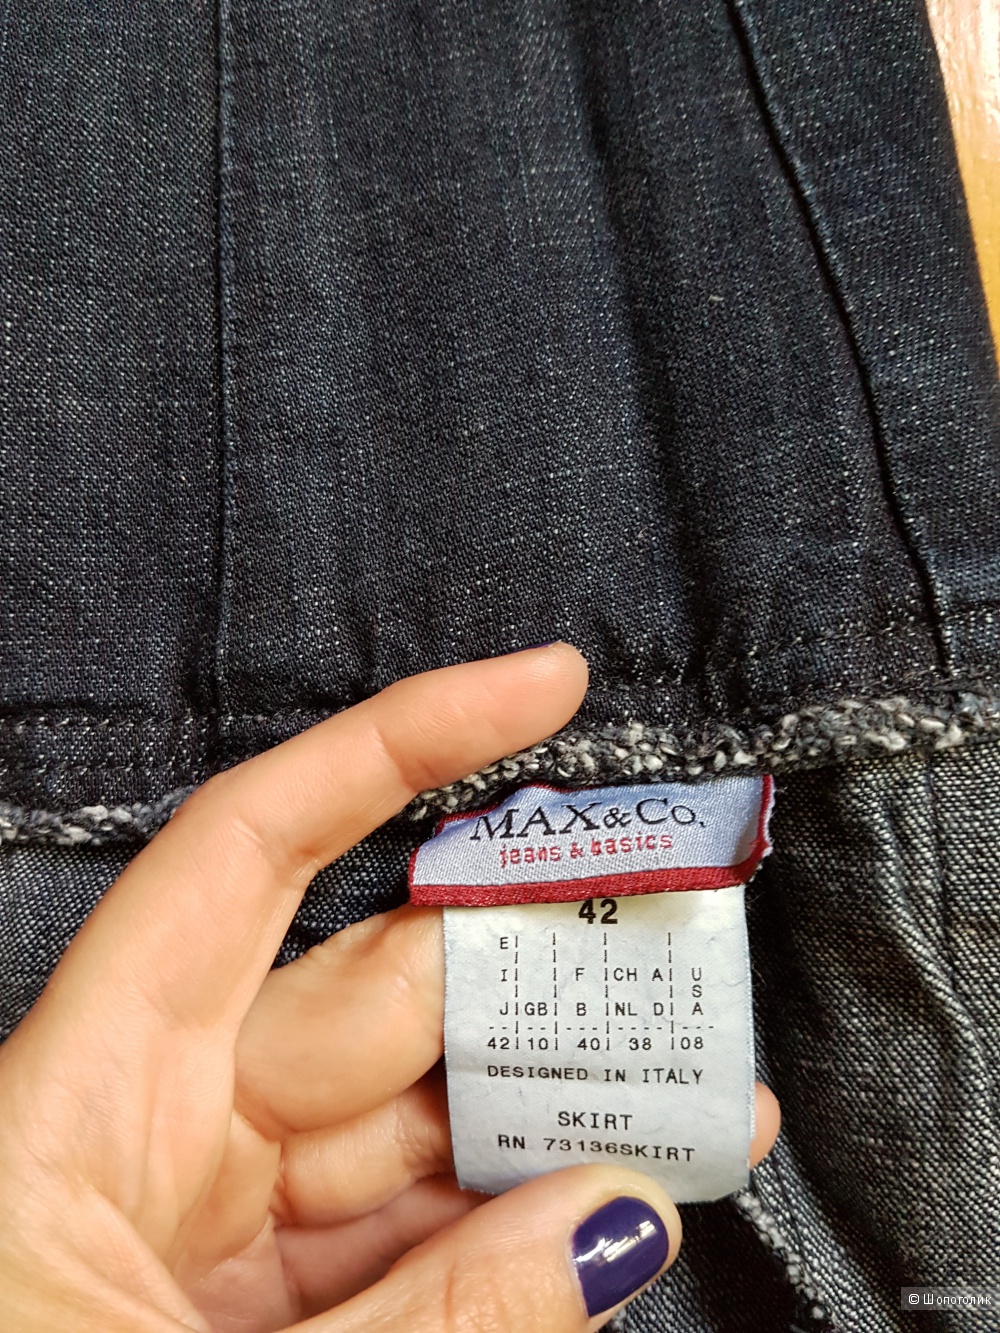 MAX&Co.
jeans & basics
42
E| | | |
I| | F |CH A| U
S
J|GB| B |NL D| A
--|--|---|----|---
42|10| 40| 38 |08
DESIGNED IN ITALY
SKIRT
RN 73136SKIRT
© Шопоголик